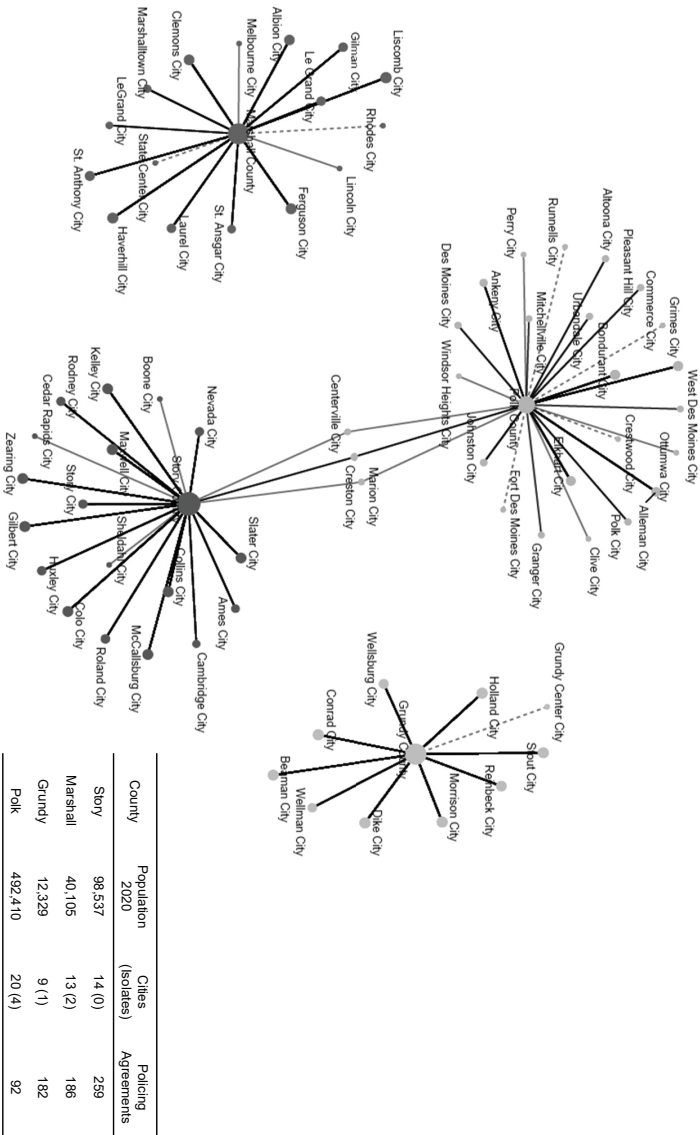 Liscomb City
Rhodes City
Gilman City
Lincoln City
Le Grand City
Ferguson City
Albion City
Melbourne City
Marshall County
St. Ansgar City
Clemons City
Laurel City
Marshalltown City
State Center City
Haverhill City
LeGrand City
St. Anthony City
West Des Moines City
Grimes City
Ottumwa City
Commerce City
Alleman City
Pleasant Hill City
Crestwood City
Altoona City
Polk City
Bondurant City
Urbandale City
Clive City
Runnells City
Elkhart City
Mitchellville City
Granger City
Perry City
Polk County
Fort Des Moines City
Ankeny City
Johnston City
Windsor Heights City
Des Moines City
Marion City
Creston City
Centerville City
Slater City
Nevada City
Ames City
Cambridge City
Story
Collins City
Boone City
McCallsburg City
Maxwell City
Sheldahl City
Kelley City
Roland City
Story City
Rodney City
Colo City
Huxley City
Cedar Rapids City
Gilbert City
Zearing City
Grundy Center City
Stout City
Reinbeck City
Holland City
Morrison City
Grundy County
Wellsburg City
Dike City
Conrad City
Wellman City
Beaman City
County Population 2020 Cities (Isolates) Policing Agreements
Story 98,537 14 (0) 259
Marshall 40,105 13 (2) 186
Grundy 12,329 9 (1) 182
Polk 492,410 20 (4) 92